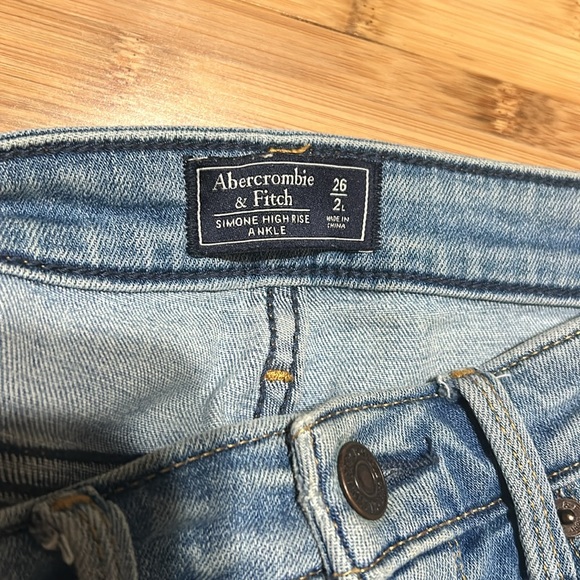 Abercrombie
& Fitch
SIMONE HIGH RISE
ANKLE
26
2L
MADE IN
CHINA